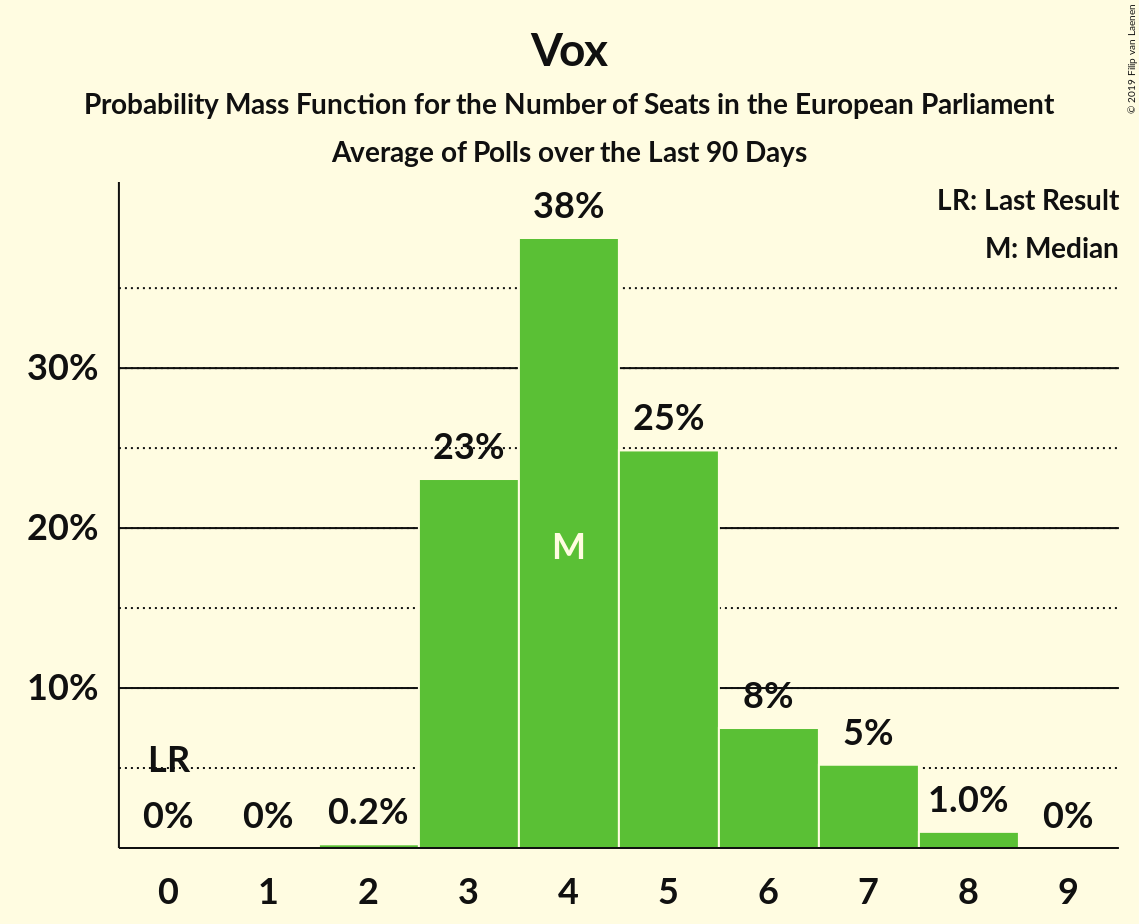 Vox
Probability Mass Function for the Number of Seats in the European Parliament
Average of Polls over the Last 90 Days
© 2019 Filip van Laenen
LR: Last Result
M: Median
38%
30%
25%
23%
20%
M
10%
8%
5%
LR
0%
0%
0.2%
1.0%
0%
0 1 2 3 4 5 6 7 8 9